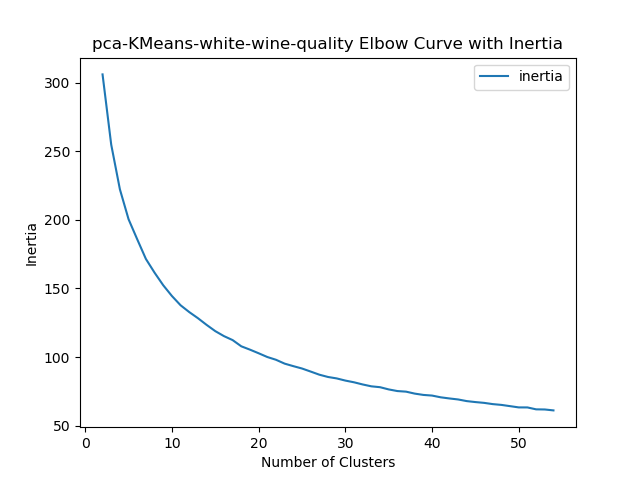 pca-KMeans-white-wine-quality Elbow Curve with Inertia
inertia
300
250
200
150
100
50
Inertia
0 10 20 30 40 50
Number of Clusters